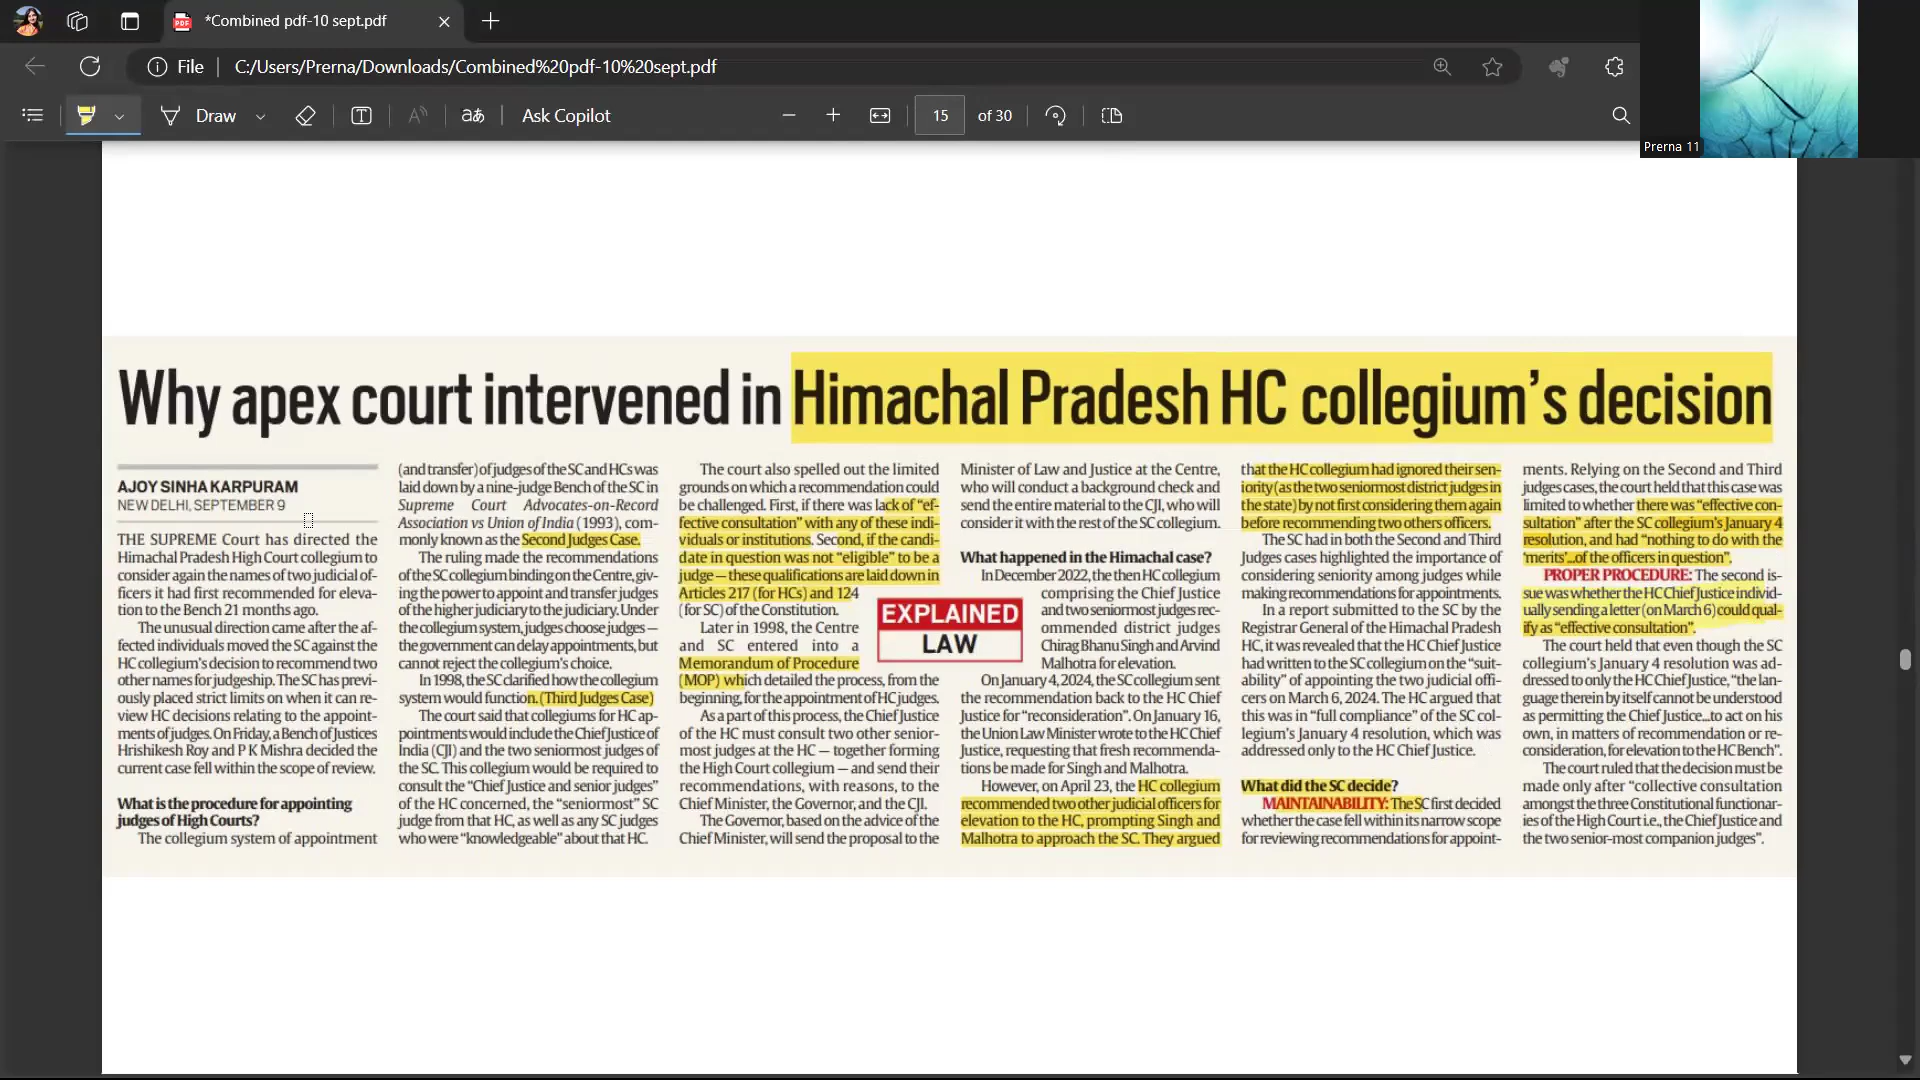 *Combined pdf-10 sept.pdf
File
C:/Users/Prerna/Downloads/Combined%20pdf-10%20sept.pdf
Draw
Ask Copilot
15
of 30
Prerna 11
Why apex court intervened in Himachal Pradesh HC collegium's decision
AJOY SINHA KARPURAM
NEW DELHI, SEPTEMBER 9
THE SUPREME Court has directed the
Himachal Pradesh High Court collegium to
consider again the names of two judicial of-
ficers it had first recommended for eleva-
tion to the Bench 21 months ago.
The unusual direction came after the af-
fected individuals moved the SC against the
HC collegium's decision to recommend two
other names for judgeship. The SC has previ-
ously placed strict limits on when it can re-
view HC decisions relating to the appoint-
ments of judges. On Friday, a Bench of Justices
Hrishikesh Roy and P K Mishra decided the
current case fell within the scope of review.
What is the procedure for appointing
judges of High Courts?
The collegium system of appointment
(and transfer) of judges of the SC and HCs was
laid down by a nine-judge Bench of the SC in
Supreme Court Advocates-on-Record
Association vs Union of India (1993), com-
monly known as the Second Judges Case.
The ruling made the recommendations
of the SC collegium binding on the Centre, giv-
ing the power to appoint and transfer judges
of the higher judiciary to the judiciary. Under
the collegium system, judges choose judges —
the government can delay appointments, but
cannot reject the collegium's choice.
In 1998, the SC clarified how the collegium
system would function. (Third Judges Case)
The court said that collegiums for HC ap-
pointments would include the Chief Justice of
India (CJI) and the two seniormost judges of
the SC. This collegium would be required to
consult the "Chief Justice and senior judges"
of the HC concerned, the "seniormost" SC
judge from that HC, as well as any SC judges
who were "knowledgeable" about that HC.
The court also spelled out the limited
grounds on which a recommendation could
be challenged. First, if there was lack of "ef-
fective consultation" with any of these indi-
viduals or institutions. Second, if the candi-
date in question was not "eligible" to be a
judge — these qualifications are laid down in
Articles 217 (for HCs) and 124
(for SC) of the Constitution.
Later in 1998, the Centre
and SC entered into a
Memorandum of Procedure
(MOP) which detailed the process, from the
beginning, for the appointment of HC judges.
As a part of this process, the Chief Justice
of the HC must consult two other senior-
most judges at the HC — together forming
the High Court collegium — and send their
recommendations, with reasons, to the
Chief Minister, the Governor, and the CJI.
The Governor, based on the advice of the
Chief Minister, will send the proposal to the
EXPLAINED
LAW
Minister of Law and Justice at the Centre,
who will conduct a background check and
send the entire material to the CJI, who will
consider it with the rest of the SC collegium.
What happened in the Himachal case?
In December 2022, the then HC collegium
comprising the Chief Justice
and two seniormost judges rec-
ommended district judges
Chirag Bhanu Singh and Arvind
Malhotra for elevation.
On January 4, 2024, the SC collegium sent
the recommendation back to the HC Chief
Justice for "reconsideration". On January 16,
the Union Law Minister wrote to the HC Chief
Justice, requesting that fresh recommenda-
tions be made for Singh and Malhotra.
However, on April 23, the HC collegium
recommended two other judicial officers for
elevation to the HC, prompting Singh and
Malhotra to approach the SC. They argued
that the HC collegium had ignored their sen-
iority (as the two seniormost district judges in
the state) by not first considering them again
before recommending two others officers.
The SC had in both the Second and Third
Judges cases highlighted the importance of
considering seniority among judges while
making recommendations for appointments.
In a report submitted to the SC by the
Registrar General of the Himachal Pradesh
HC, it was revealed that the HC Chief Justice
had written to the SC collegium on the "suit-
ability" of appointing the two judicial offi-
cers on March 6, 2024. The HC argued that
this was in "full compliance" of the SC col-
legium's January 4 resolution, which was
addressed only to the HC Chief Justice.
What did the SC decide?
MAINTAINABILITY: The SC first decided
whether the case fell within its narrow scope
for reviewing recommendations for appoint-
ments. Relying on the Second and Third
Judges cases, the court held that this case was
limited to whether there was "effective con-
sultation" after the SC collegium's January 4
resolution, and had "nothing to do with the
'merits'...of the officers in question".
PROPER PROCEDURE: The second is-
sue was whether the HC Chief Justice individ-
ually sending a letter (on March 6) could qual-
ify as "effective consultation".
The court held that even though the SC
collegium's January 4 resolution was ad-
dressed to only the HC Chief Justice, "the lan-
guage therein by itself cannot be understood
as permitting the Chief Justice...to act on his
own, in matters of recommendation or re-
consideration, for elevation to the HC Bench".
The court ruled that the decision must be
made only after "collective consultation
amongst the three Constitutional functionar-
ies of the High Court i.e., the Chief Justice and
the two senior-most companion judges".